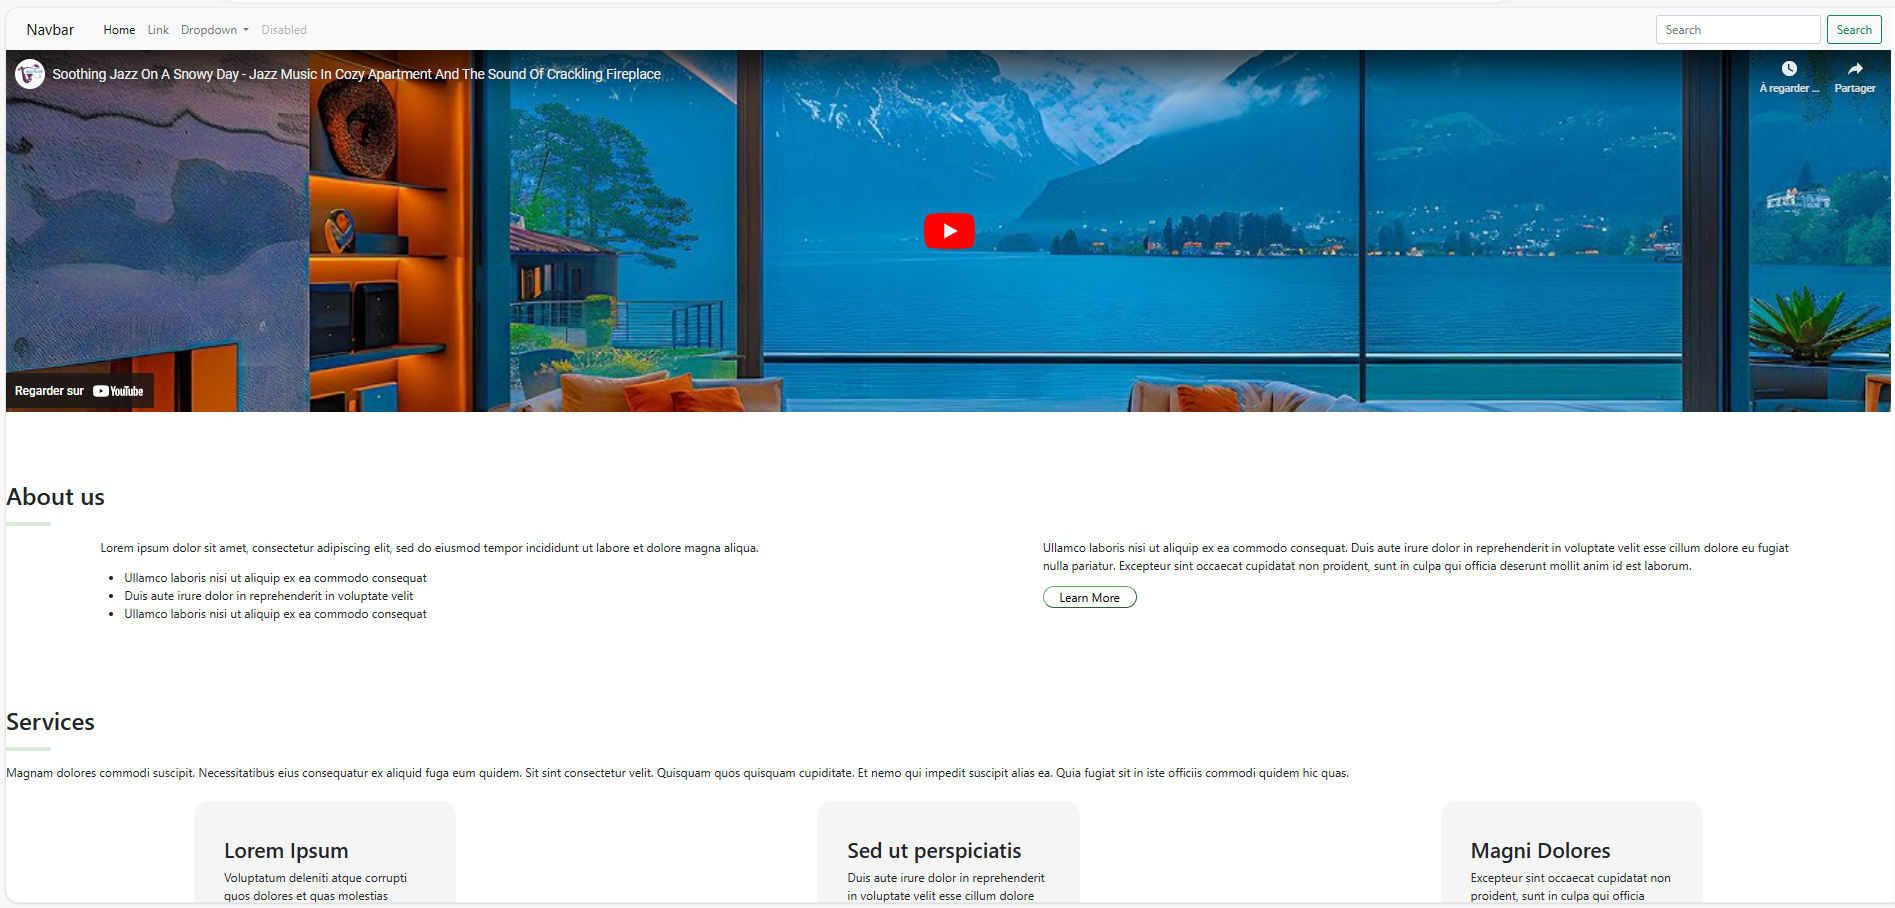 Navbar Home Link Dropdown Disabled Search Search
Soothing Jazz On A Snowy Day - Jazz Music In Cozy Apartment And The Sound Of Crackling Fireplace
À regarder ... Partager
Regarder sur YouTube
About us
Lorem ipsum dolor sit amet, consectetur adipiscing elit, sed do eiusmod tempor incididunt ut labore et dolore magna aliqua.
• Ullamco laboris nisi ut aliquip ex ea commodo consequat
• Duis aute irure dolor in reprehenderit in voluptate velit
• Ullamco laboris nisi ut aliquip ex ea commodo consequat
Ullamco laboris nisi ut aliquip ex ea commodo consequat. Duis aute irure dolor in reprehenderit in voluptate velit esse cillum dolore eu fugiat
nulla pariatur. Excepteur sint occaecat cupidatat non proident, sunt in culpa qui officia deserunt mollit anim id est laborum.
Learn More
Services
Magnam dolores commodi suscipit. Necessitatibus eius consequatur ex aliquid fuga eum quidem. Sit sint consectetur velit. Quisquam quos quisquam cupiditate. Et nemo qui impedit suscipit alias ea. Quia fugiat sit in iste officiis commodi quidem hic quas.
Lorem Ipsum
Voluptatum deleniti atque corrupti
quos dolores et quas molestias
Sed ut perspiciatis
Duis aute irure dolor in reprehenderit
in voluptate velit esse cillum dolore
Magni Dolores
Excepteur sint occaecat cupidatat non
proident, sunt in culpa qui officia